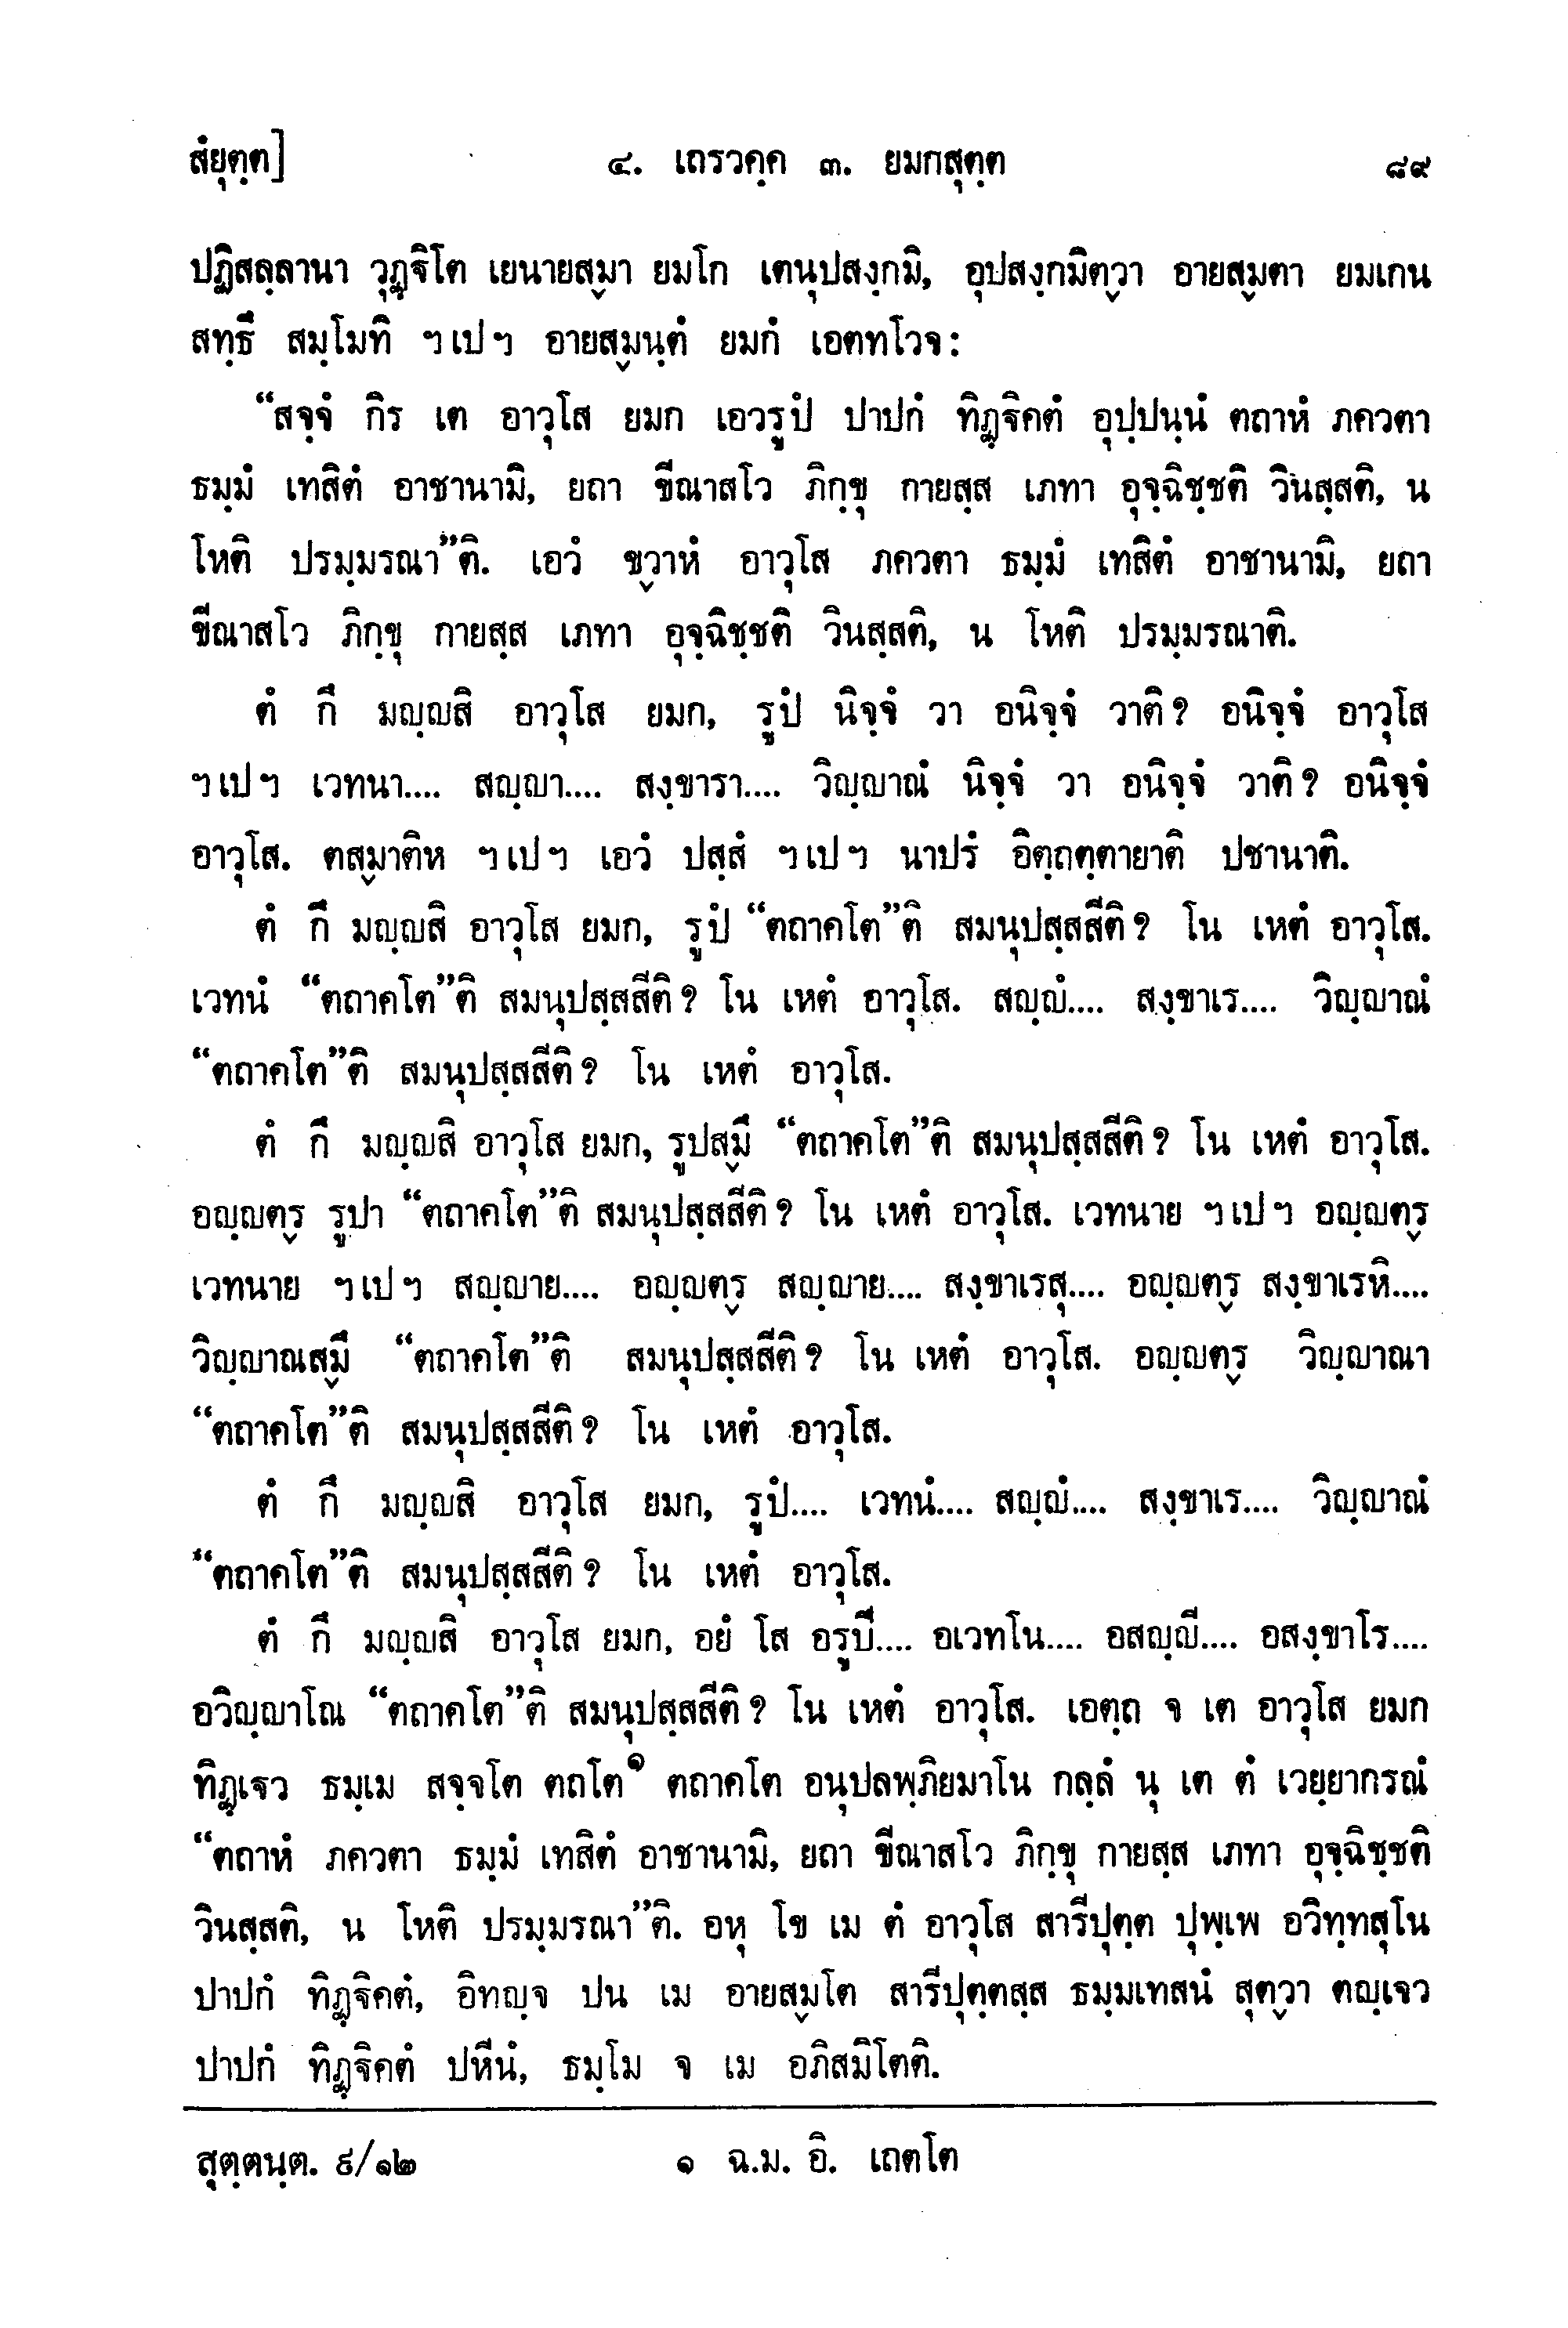 สํยุตฺต] ๔. เถรวคฺค ๓. ยมกสุตฺต ๘๙
ปฏิสลฺลานา วุฏฺฐิโต เยนายสฺมา ยมโก เตนุปสงฺกมิ, อุปสงฺกมิตฺวา อายสฺมตา ยมเกน
สทฺธึ สมฺโมทิ ฯเปฯ อายสฺมนฺตํ ยมกํ เอตทโวจ:
“สจฺจํ กิร เต อาวุโส ยมก เอวรูปํ ปาปกํ ทิฏฺฐิคตํ อุปฺปนฺนํ ตถาหํ ภควตา
ธมฺมํ เทสิตํ อาชานามิ, ยถา ขีณาสโว ภิกฺขุ กายสฺส เภทา อุจฺฉิชฺชติ วินสฺสติ, น
โหติ ปรมฺมรณา”ติ. เอวํ ขฺวาหํ อาวุโส ภควตา ธมฺมํ เทสิตํ อาชานามิ, ยถา
ขีณาสโว ภิกฺขุ กายสฺส เภทา อุจฺฉิชฺชติ วินสฺสติ, น โหติ ปรมฺมรณาติ.
ตํ กึ มญฺญสิ อาวุโส ยมก, รูปํ นิจฺจํ วา อนิจฺจํ วาติ? อนิจฺจํ อาวุโส
ฯเปฯ เวทนา.... สญฺญา.... สงฺขารา.... วิญฺญาณํ นิจฺจํ วา อนิจฺจํ วาติ? อนิจฺจํ
อาวุโส. ตสฺมาติห ฯเปฯ เอวํ ปสฺสํ ฯเปฯ นาปรํ อิตฺถตฺตายาติ ปชานาติ.
ตํ กึ มญฺญสิ อาวุโส ยมก, รูปํ “ตถาคโต”ติ สมนุปสฺสสีติ? โน เหตํ อาวุโส.
เวทนํ “ตถาคโต”ติ สมนุปสฺสสีติ? โน เหตํ อาวุโส. สญฺญํ.... สงฺขาเร.... วิญฺญาณํ
“ตถาคโต”ติ สมนุปสฺสสีติ? โน เหตํ อาวุโส.
ตํ กึ มญฺญสิ อาวุโส ยมก, รูปสฺมึ “ตถาคโต”ติ สมนุปสฺสสีติ? โน เหตํ อาวุโส.
อญฺญตฺร รูปา “ตถาคโต”ติ สมนุปสฺสสีติ? โน เหตํ อาวุโส. เวทนาย ฯเปฯ อญฺญตฺร
เวทนาย ฯเปฯ สญฺญาย.... อญฺญตฺร สญฺญาย.... สงฺขาเรสุ.... อญฺญตฺร สงฺขาเรหิ....
วิญฺญาณสฺมึ “ตถาคโต”ติ สมนุปสฺสสีติ? โน เหตํ อาวุโส. อญฺญตฺร วิญฺญาณา
“ตถาคโต”ติ สมนุปสฺสสีติ? โน เหตํ อาวุโส.
ตํ กึ มญฺญสิ อาวุโส ยมก, รูปํ.... เวทนํ.... สญฺญํ.... สงฺขาเร.... วิญฺญาณํ
“ตถาคโต”ติ สมนุปสฺสสีติ? โน เหตํ อาวุโส.
ตํ กึ มญฺญสิ อาวุโส ยมก, อยํ โส อรูปี.... อเวทโน.... อสญฺญี.... อสงฺขาโร....
อวิญฺญาโณ “ตถาคโต”ติ สมนุปสฺสสีติ? โน เหตํ อาวุโส. เอตฺถ จ เต อาวุโส ยมก
ทิฏฺเฐว ธมฺเม สจฺจโต ตถโต๑ ตถาคโต อนุปลพฺภิยมาโน กลฺลํ นุ เต ตํ เวยฺยากรณํ
“ตถาหํ ภควตา ธมฺมํ เทสิตํ อาชานามิ, ยถา ขีณาสโว ภิกฺขุ กายสฺส เภทา อุจฺฉิชฺชติ
วินสฺสติ, น โหติ ปรมฺมรณา”ติ. อหุ โข เม ตํ อาวุโส สารีปุตฺต ปุพฺเพ อวิทฺทสุโน
ปาปกํ ทิฏฺฐิคตํ, อิทญฺจ ปน เม อายสฺมโต สารีปุตฺตสฺส ธมฺมเทสนํ สุตฺวา ตญฺเจว
ปาปกํ ทิฏฺฐิคตํ ปหีนํ, ธมฺโม จ เม อภิสมิโตติ.
สุตฺตนฺต. ๙/๑๒ ๑ ฉ.ม. อิ. เถตโต